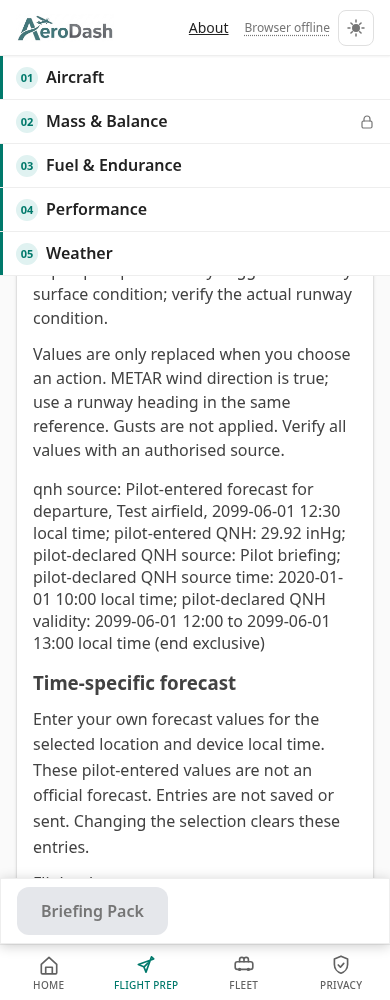 AeroDash
About
Browser offline
01 Aircraft
02 Mass & Balance
03 Fuel & Endurance
04 Performance
05 Weather
surface condition; verify the actual runway
condition.
Values are only replaced when you choose
an action. METAR wind direction is true;
use a runway heading in the same
reference. Gusts are not applied. Verify all
values with an authorised source.
qnh source: Pilot-entered forecast for
departure, Test airfield, 2099-06-01 12:30
local time; pilot-entered QNH: 29.92 inHg;
pilot-declared QNH source: Pilot briefing;
pilot-declared QNH source time: 2020-01-
01 10:00 local time; pilot-declared QNH
validity: 2099-06-01 12:00 to 2099-06-01
13:00 local time (end exclusive)
Time-specific forecast
Enter your own forecast values for the
selected location and device local time.
These pilot-entered values are not an
official forecast. Entries are not saved or
sent. Changing the selection clears these
entries.
Briefing Pack
HOME
FLIGHT PREP
FLEET
PRIVACY